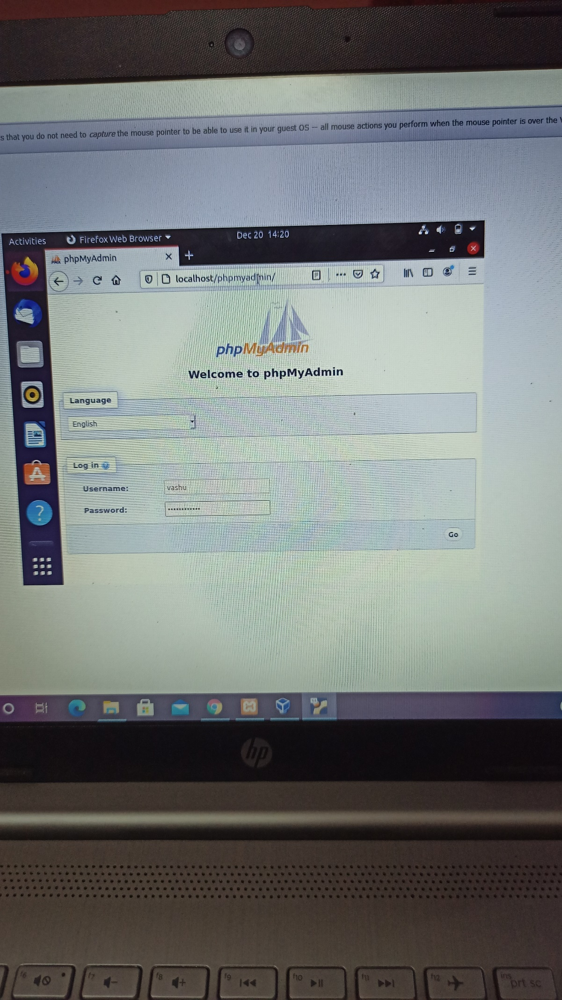 s that you do not need to capture the mouse pointer to be able to use it in your guest OS — all mouse actions you perform when the mouse pointer is over the
Activities Firefox Web Browser Dec 20 14:20
phpMyAdmin
localhost/phpmyadmin/
phpMyAdmin
Welcome to phpMyAdmin
Language
English
Log in
Username: vashu
Password: ••••••••••••
Go
hp
f6 f7 f8 f9 f10 f11 f12 ins
prt sc